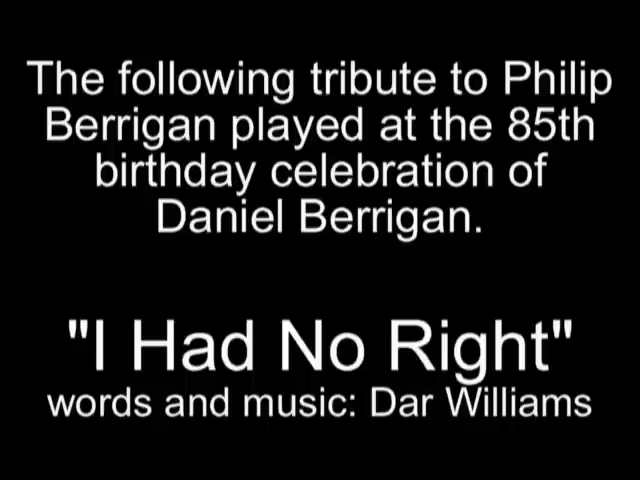 The following tribute to Philip
Berrigan played at the 85th
birthday celebration of
Daniel Berrigan.
"I Had No Right"
words and music: Dar Williams